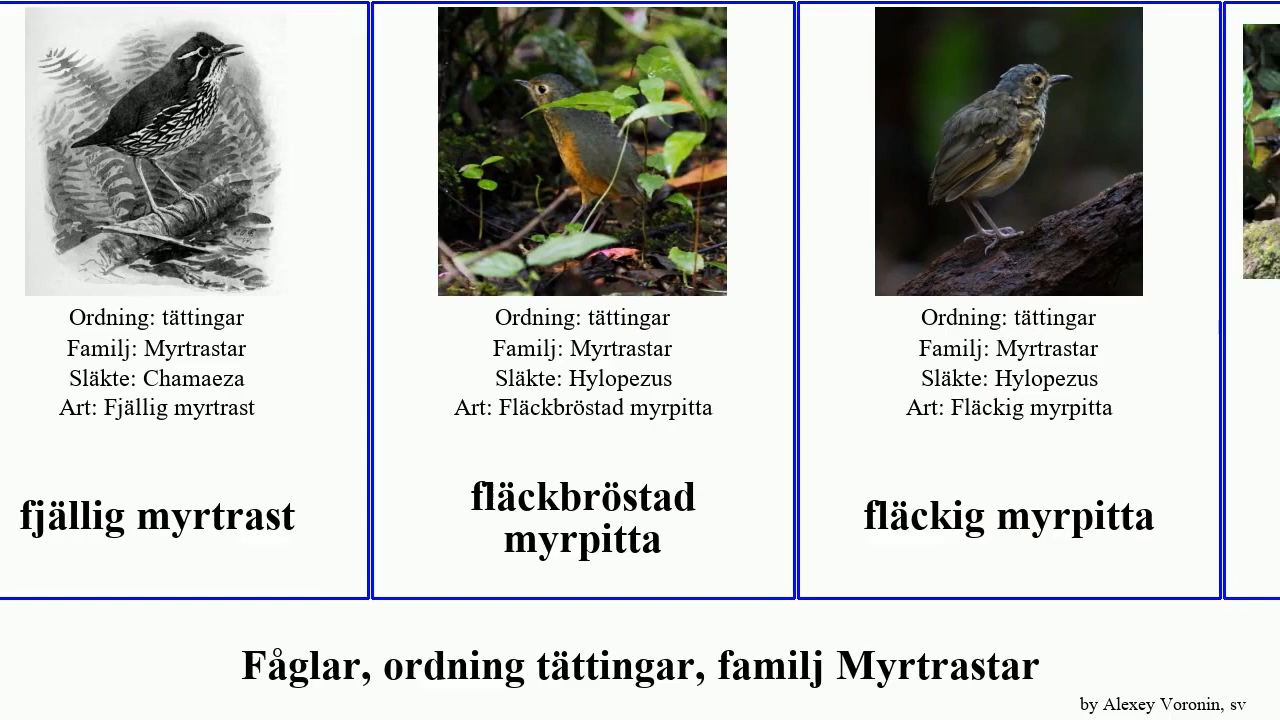 Ordning: tättingar
Familj: Myrtrastar
Släkte: Chamaeza
Art: Fjällig myrtrast
fjällig myrtrast
Ordning: tättingar
Familj: Myrtrastar
Släkte: Hylopezus
Art: Fläckbröstad myrpitta
fläckbröstad
myrpitta
Ordning: tättingar
Familj: Myrtrastar
Släkte: Hylopezus
Art: Fläckig myrpitta
fläckig myrpitta
Fåglar, ordning tättingar, familj Myrtrastar
by Alexey Voronin, sv